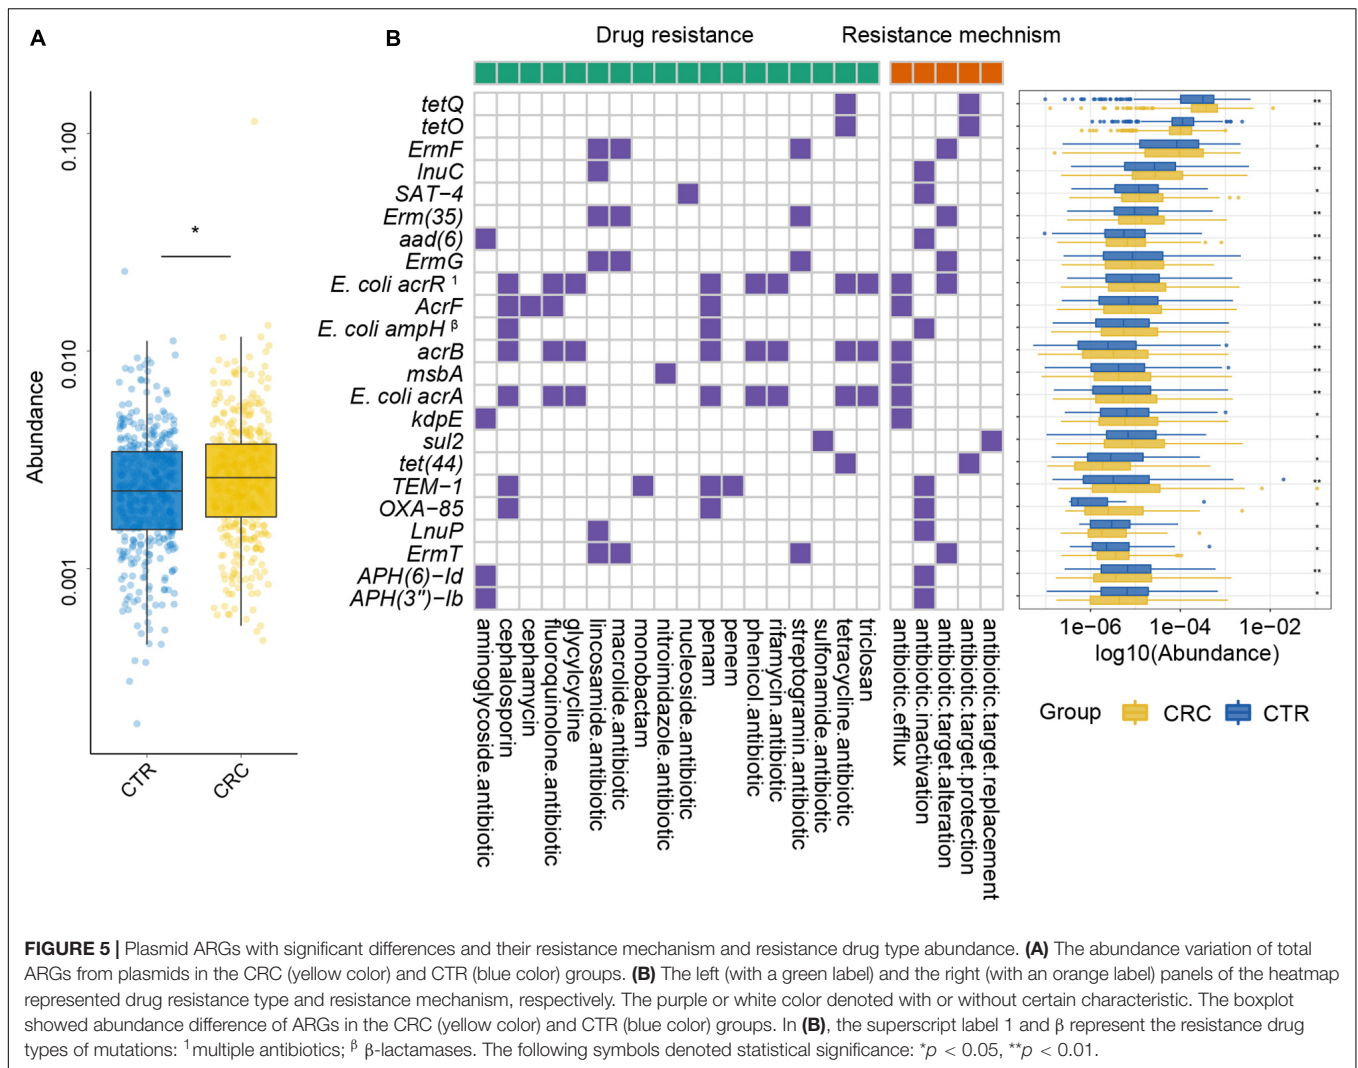 A
B
Drug resistance
Resistance mechnism
Abundance
0.100
0.010
0.001
*
CTR
CRC
tetQ
tetO
ErmF
lnuC
SAT−4
Erm(35)
aad(6)
ErmG
E. coli acrR 1
AcrF
E. coli ampH β
acrB
msbA
E. coli acrA
kdpE
sul2
tet(44)
TEM−1
OXA−85
LnuP
ErmT
APH(6)−Id
APH(3")−Ib
aminoglycoside.antibiotic
cephalosporin
cephamycin
fluoroquinolone.antibiotic
glycylcycline
lincosamide.antibiotic
macrolide.antibiotic
monobactam
nitroimidazole.antibiotic
nucleoside.antibiotic
penam
penem
phenicol.antibiotic
rifamycin.antibiotic
streptogramin.antibiotic
sulfonamide.antibiotic
tetracycline.antibiotic
triclosan
antibiotic.efflux
antibiotic.inactivation
antibiotic.target.alteration
antibiotic.target.protection
antibiotic.target.replacement
**
**
*
**
*
**
**
**
**
**
**
**
**
**
*
*
*
**
*
*
*
**
*
1e−06 1e−04 1e−02
log10(Abundance)
Group CRC CTR
FIGURE 5 | Plasmid ARGs with significant differences and their resistance mechanism and resistance drug type abundance. (A) The abundance variation of total
ARGs from plasmids in the CRC (yellow color) and CTR (blue color) groups. (B) The left (with a green label) and the right (with an orange label) panels of the heatmap
represented drug resistance type and resistance mechanism, respectively. The purple or white color denoted with or without certain characteristic. The boxplot
showed abundance difference of ARGs in the CRC (yellow color) and CTR (blue color) groups. In (B), the superscript label 1 and β represent the resistance drug
types of mutations: 1multiple antibiotics; β β-lactamases. The following symbols denoted statistical significance: *p < 0.05, **p < 0.01.